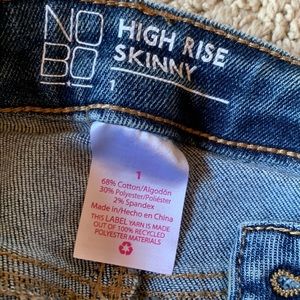 NO
BO
HIGH RISE
SKINNY
1
1
68% Cotton/Algodón
30% Polyester/Poliéster
2% Spandex
Made in/Hecho en China
THIS LABEL YARN IS MADE
OUT OF 100% RECYCLED
POLYESTER MATERIALS